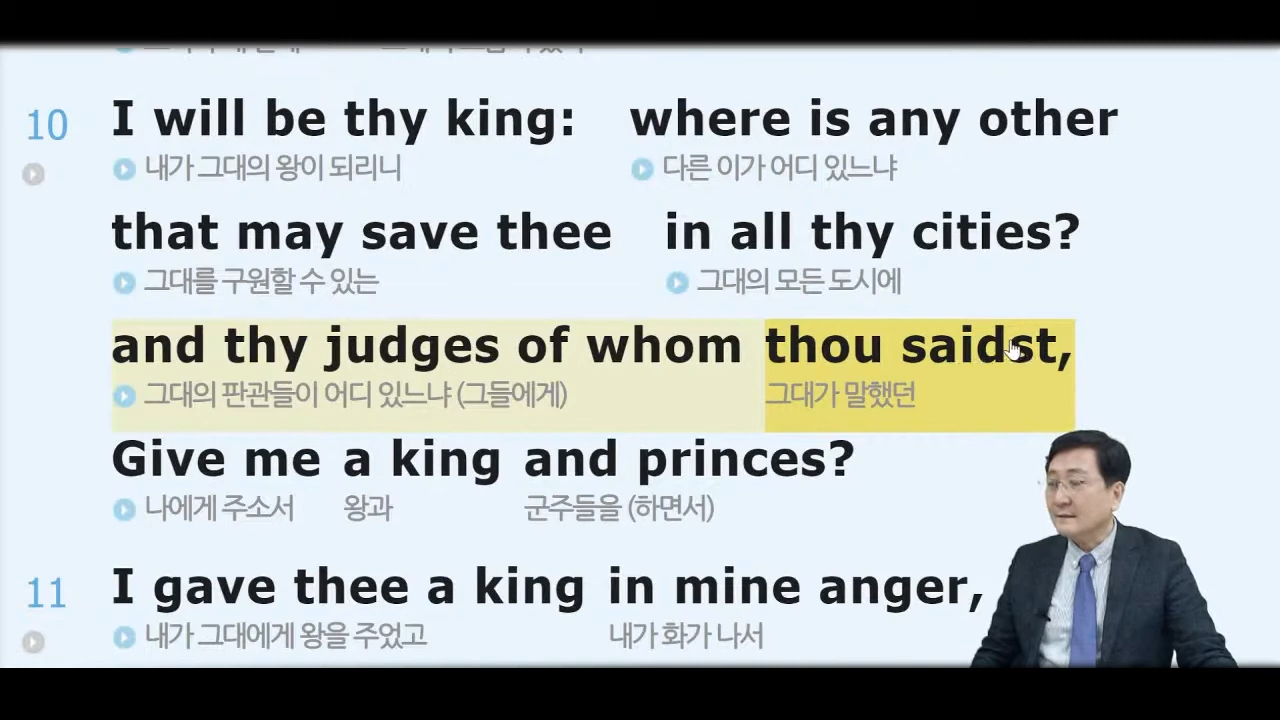 10 I will be thy king: where is any other
내가 그대의 왕이 되리니 다른 이가 어디 있느냐
that may save thee in all thy cities?
그대를 구원할 수 있는 그대의 모든 도시에
and thy judges of whom thou saidst,
그대의 판관들이 어디 있느냐 (그들에게) 그대가 말했던
Give me a king and princes?
나에게 주소서 왕과 군주들을 (하면서)
11 I gave thee a king in mine anger,
내가 그대에게 왕을 주었고 내가 화가 나서